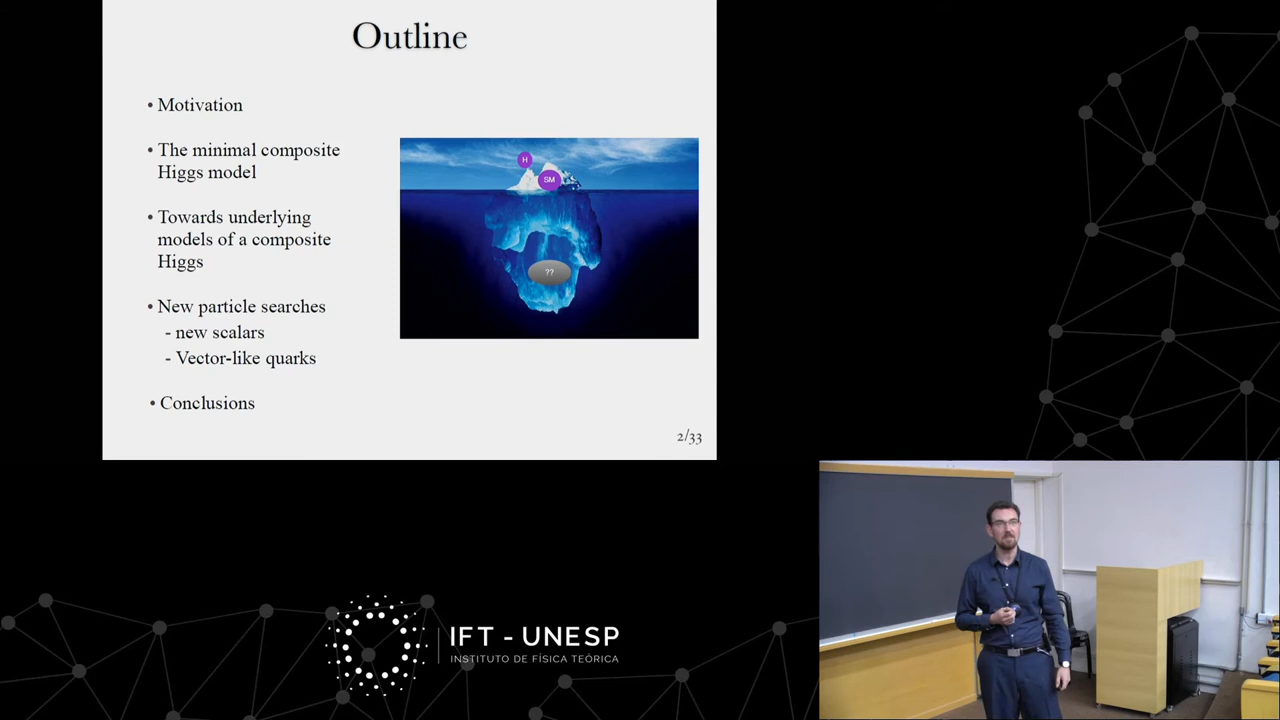 Outline
• Motivation
• The minimal composite
Higgs model
• Towards underlying
models of a composite
Higgs
• New particle searches
- new scalars
- Vector-like quarks
• Conclusions
H
SM
??
2/33
IFT - UNESP
INSTITUTO DE FÍSICA TEÓRICA